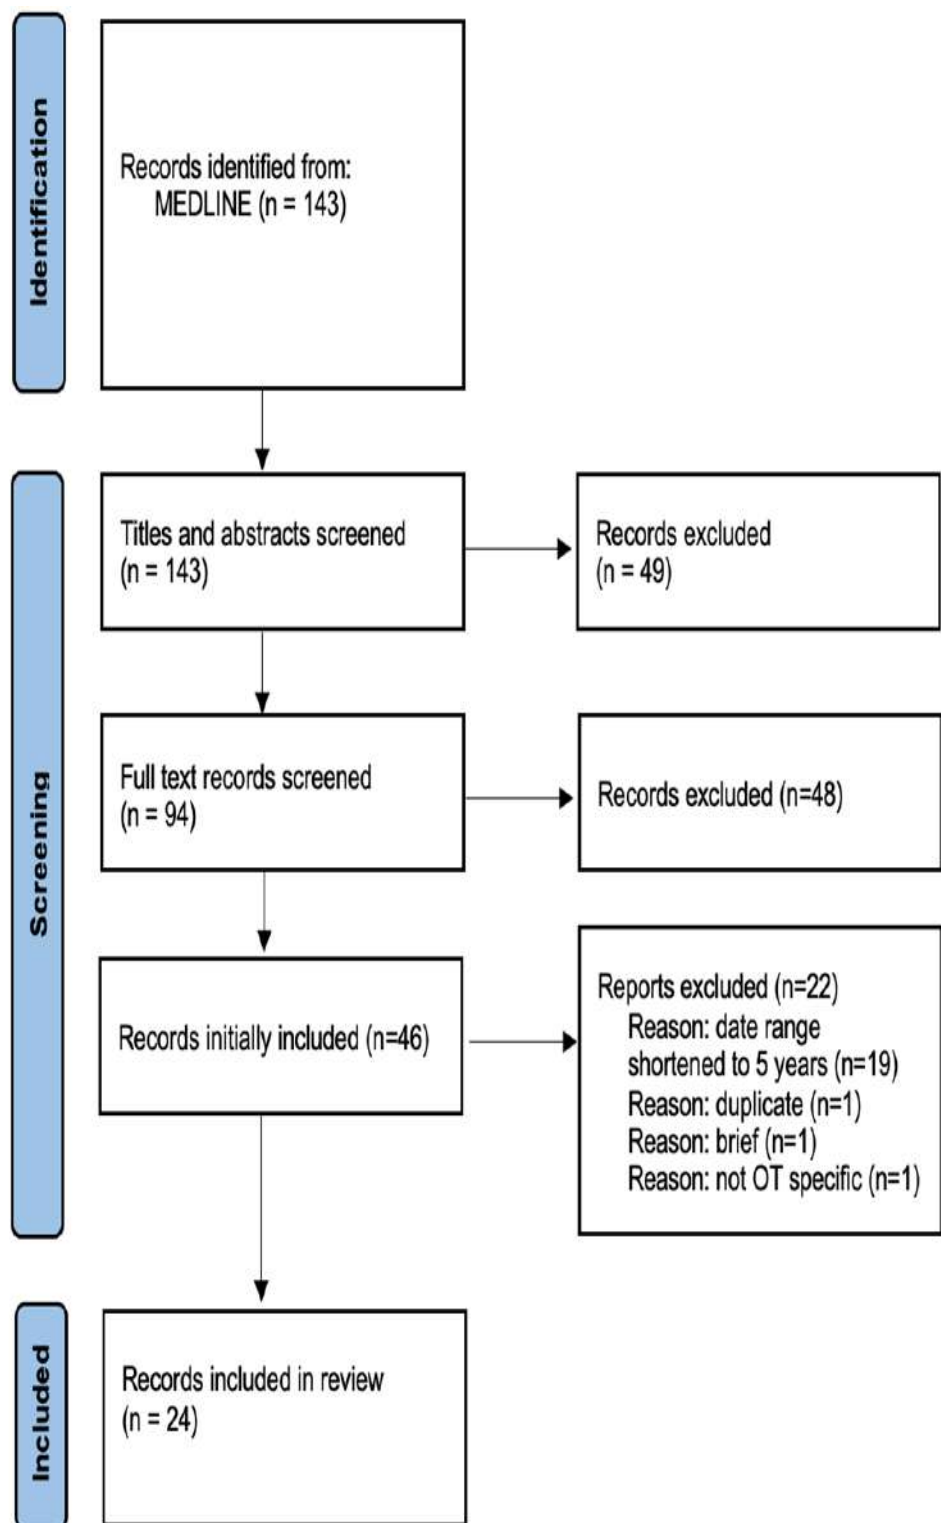 Identification
Records identified from:
MEDLINE (n = 143)
Screening
Titles and abstracts screened
(n = 143)
Records excluded
(n = 49)
Full text records screened
(n = 94)
Records excluded (n=48)
Records initially included (n=46)
Reports excluded (n=22)
Reason: date range
shortened to 5 years (n=19)
Reason: duplicate (n=1)
Reason: brief (n=1)
Reason: not OT specific (n=1)
Included
Records included in review
(n = 24)